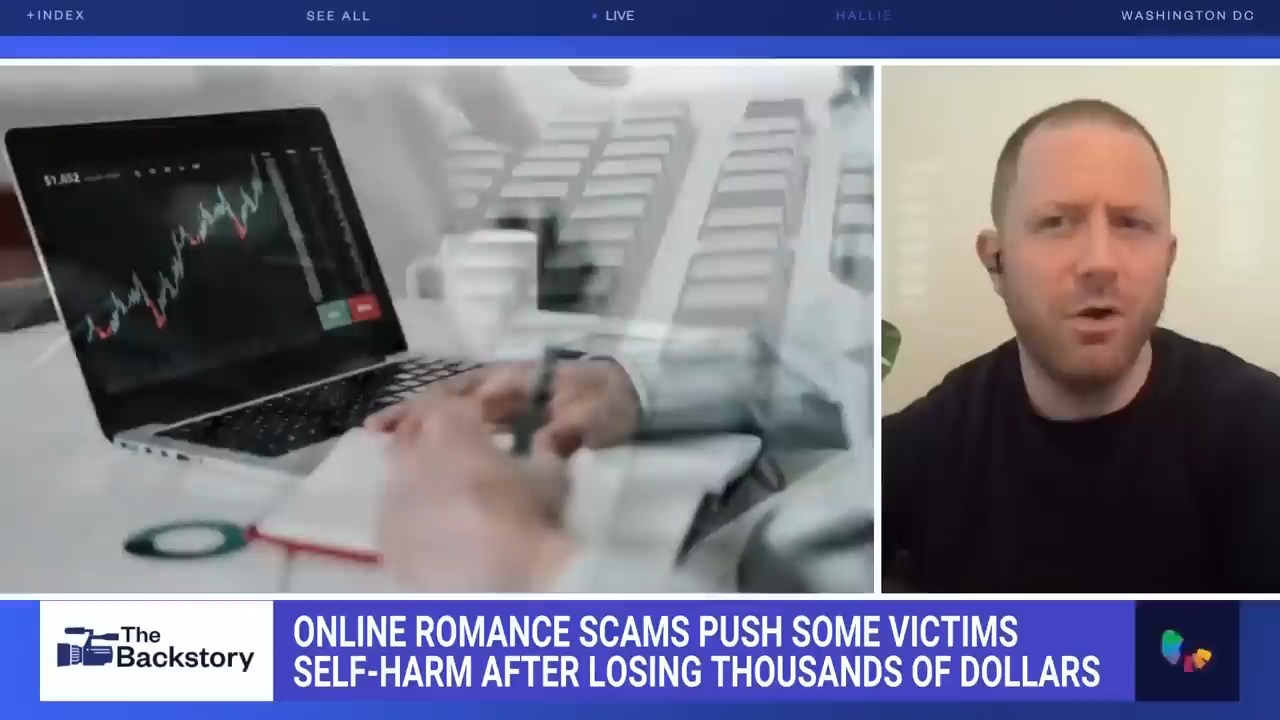 +INDEX
SEE ALL
LIVE
HALLIE
WASHINGTON DC
$1,652
The
Backstory
ONLINE ROMANCE SCAMS PUSH SOME VICTIMS
SELF-HARM AFTER LOSING THOUSANDS OF DOLLARS